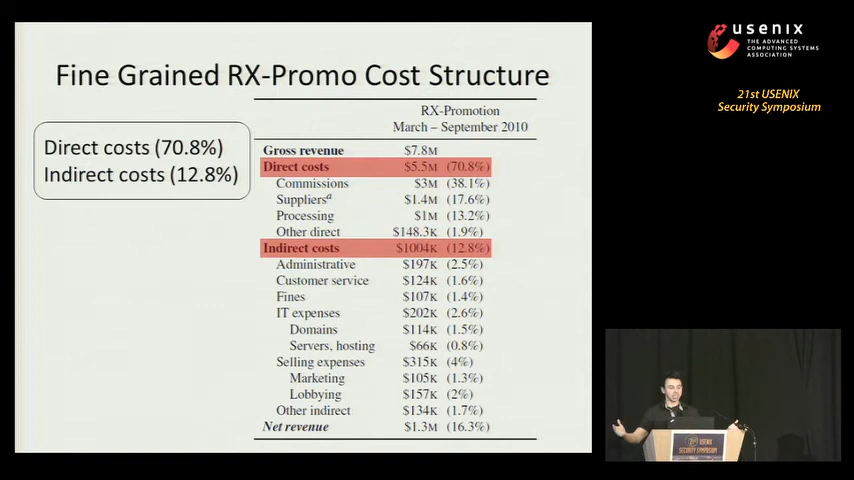 usenix
THE ADVANCED
COMPUTING SYSTEMS
ASSOCIATION
21st USENIX
Security Symposium
Fine Grained RX-Promo Cost Structure
Direct costs (70.8%)
Indirect costs (12.8%)
RX-Promotion
March – September 2010
Gross revenue $7.8M
Direct costs $5.5M (70.8%)
Commissions $3M (38.1%)
Suppliersᵃ $1.4M (17.6%)
Processing $1M (13.2%)
Other direct $148.3K (1.9%)
Indirect costs $1004K (12.8%)
Administrative $197K (2.5%)
Customer service $124K (1.6%)
Fines $107K (1.4%)
IT expenses $202K (2.6%)
Domains $114K (1.5%)
Servers, hosting $66K (0.8%)
Selling expenses $315K (4%)
Marketing $105K (1.3%)
Lobbying $157K (2%)
Other indirect $134K (1.7%)
Net revenue $1.3M (16.3%)
USENIX
SECURITY SYMPOSIUM